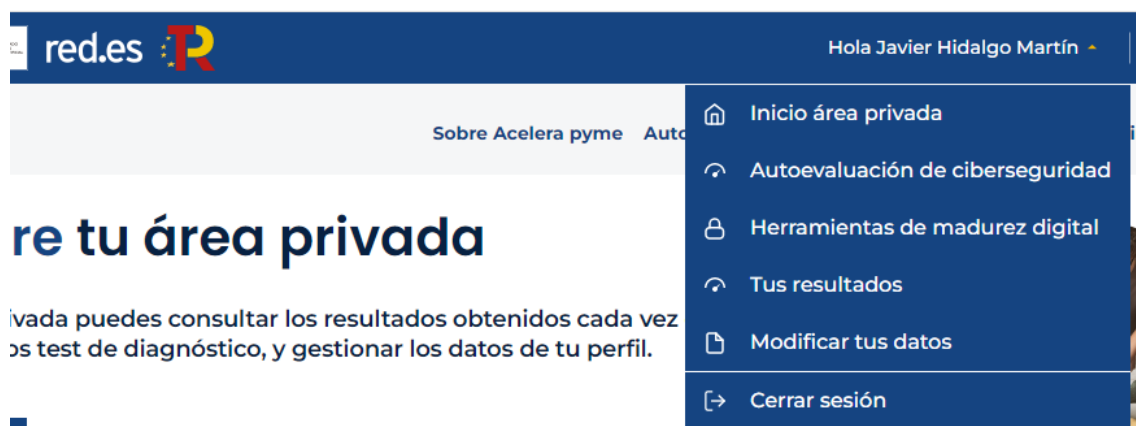 red.es
Hola Javier Hidalgo Martín
Sobre Acelera pyme Auto
Inicio área privada
Autoevaluación de ciberseguridad
Herramientas de madurez digital
Tus resultados
Modificar tus datos
Cerrar sesión
re tu área privada
ivada puedes consultar los resultados obtenidos cada vez
os test de diagnóstico, y gestionar los datos de tu perfil.